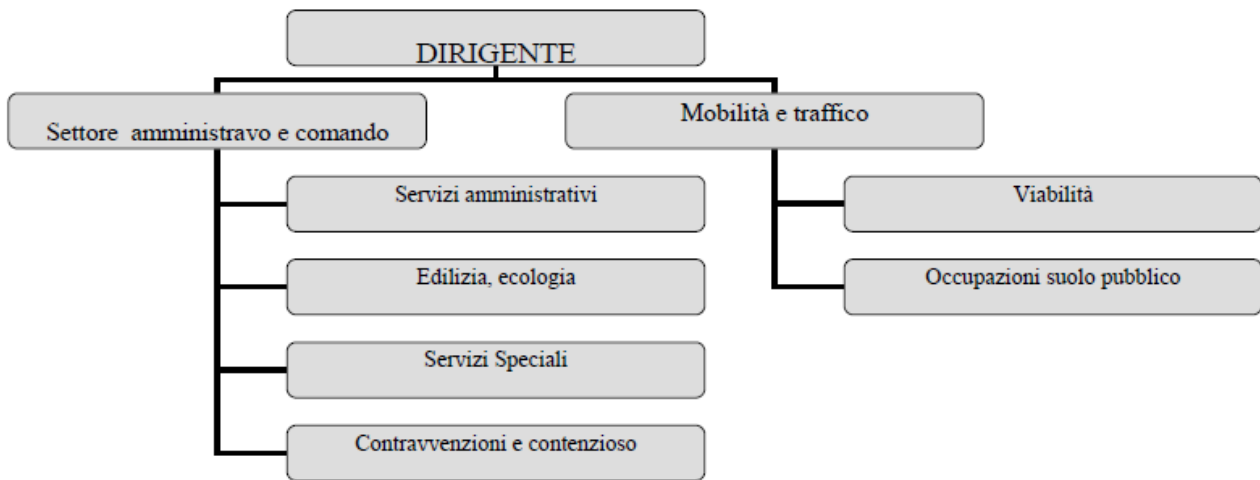 DIRIGENTE
Settore amministravo e comando
Mobilità e traffico
Servizi amministrativi
Viabilità
Edilizia, ecologia
Occupazioni suolo pubblico
Servizi Speciali
Contravvenzioni e contenzioso